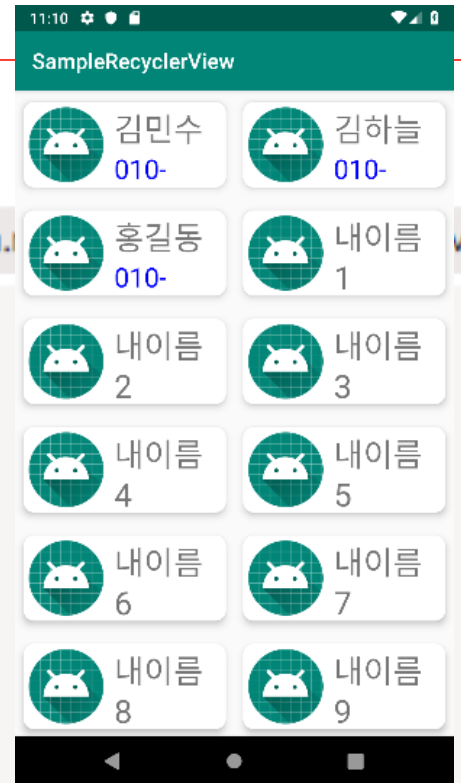 11:10
SampleRecyclerView
김민수
010-
김하늘
010-
홍길동
010-
내이름
1
내이름
2
내이름
3
내이름
4
내이름
5
내이름
6
내이름
7
내이름
8
내이름
9